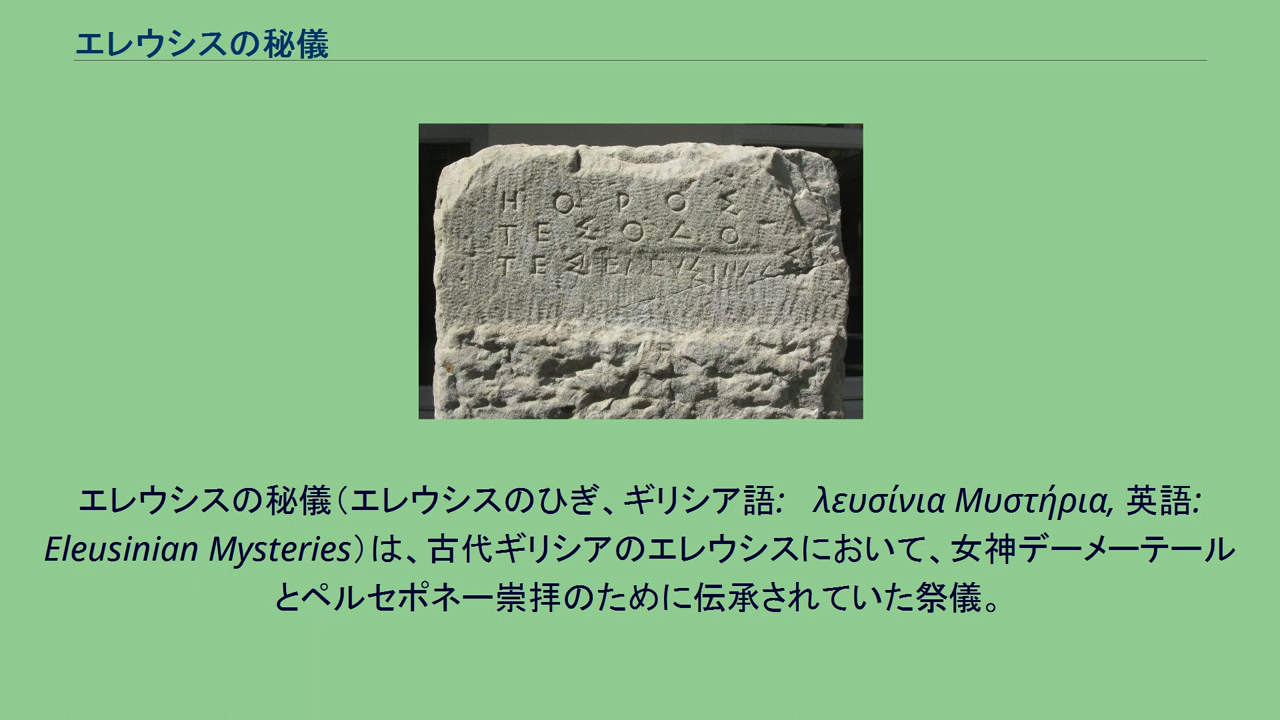 エレウシスの秘儀
HOPOΣ
ΤΕΣΟΔΟ
ΤΕΣΕΛΕΥΣΙΝΑ
エレウシスの秘儀（エレウシスのひぎ、ギリシア語: λευσίνια Μυστήρια, 英語:
Eleusinian Mysteries）は、古代ギリシアのエレウシスにおいて、女神デーメーテール
とペルセポネー崇拝のために伝承されていた祭儀。